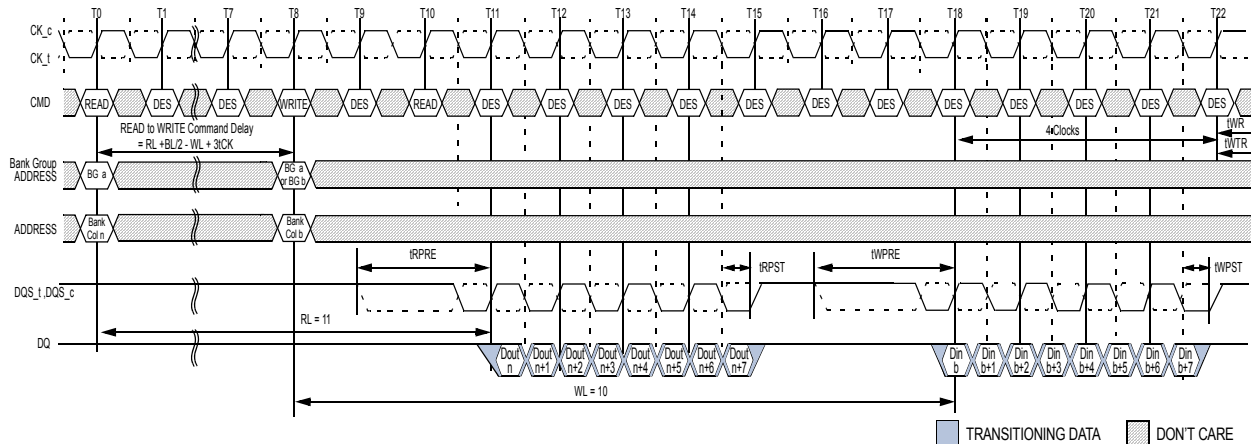 T0 T1 T7 T8 T9 T10 T11 T12 T13 T14 T15 T16 T17 T18 T19 T20 T21 T22
CK_c
CK_t
CMD READ DES DES WRITE DES READ DES DES DES DES DES DES DES DES DES DES DES DES
READ to WRITE Command Delay
= RL +BL/2 - WL + 3tCK
4 Clocks
tWR
tWTR
Bank Group
ADDRESS
BG a
BG a
or BG b
ADDRESS
Bank
Col n
Bank
Col b
tRPRE
tRPST
tWPRE
tWPST
DQS_t ,DQS_c
RL = 11
DQ
Dout
n
Dout
n+1
Dout
n+2
Dout
n+3
Dout
n+4
Dout
n+5
Dout
n+6
Dout
n+7
Din
b
Din
b+1
Din
b+2
Din
b+3
Din
b+4
Din
b+5
Din
b+6
Din
b+7
WL = 10
TRANSITIONING DATA
DON'T CARE